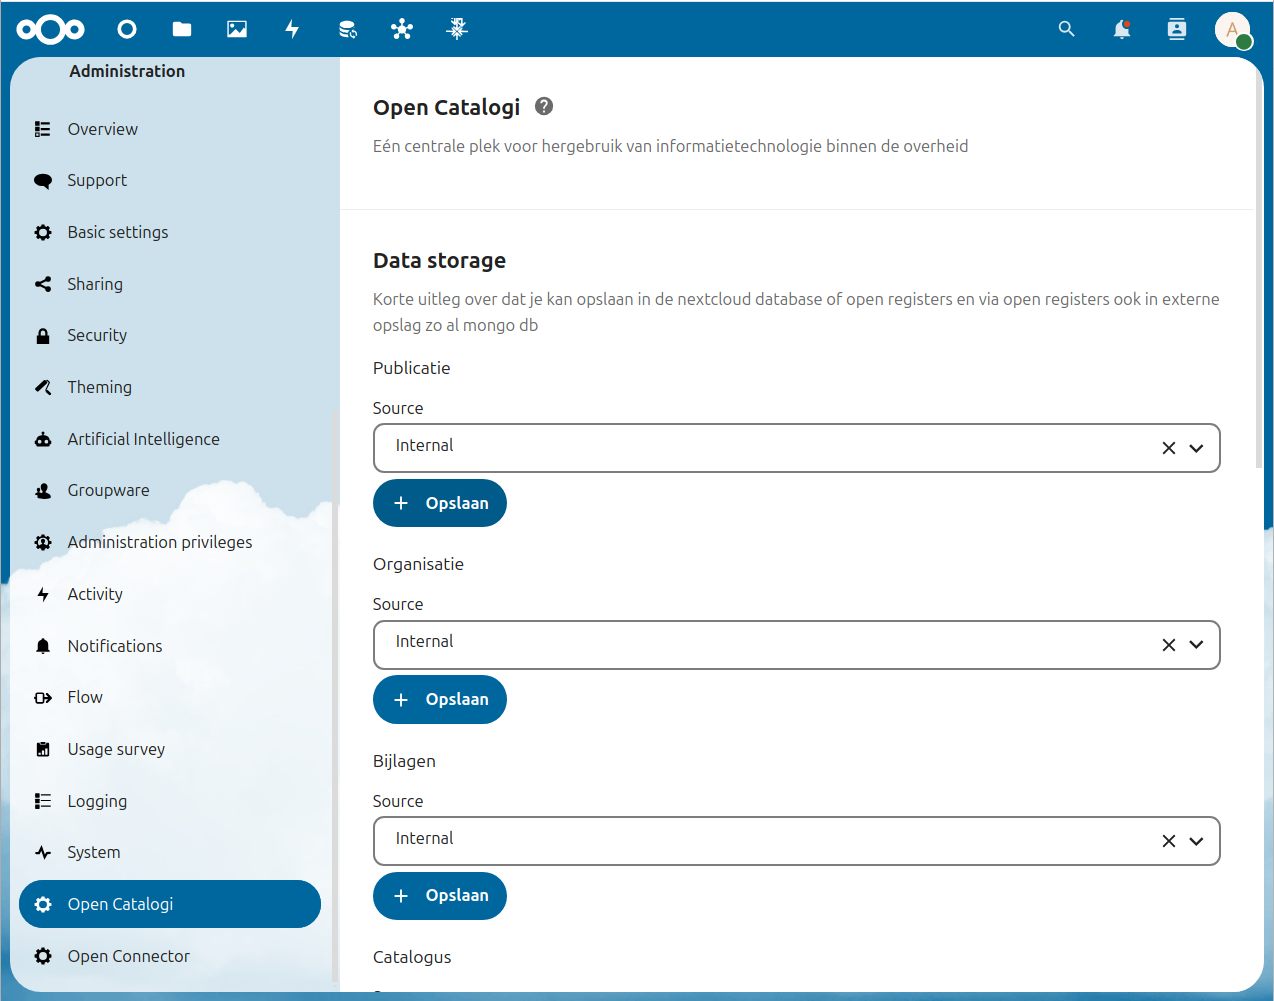 A
Administration
Overview
Support
Basic settings
Sharing
Security
Theming
Artificial Intelligence
Groupware
Administration privileges
Activity
Notifications
Flow
Usage survey
Logging
System
Open Catalogi
Open Connector
Open Catalogi
Eén centrale plek voor hergebruik van informatietechnologie binnen de overheid
Data storage
Korte uitleg over dat je kan opslaan in de nextcloud database of open registers en via open registers ook in externe
opslag zo al mongo db
Publicatie
Source
Internal
Opslaan
Organisatie
Source
Internal
Opslaan
Bijlagen
Source
Internal
Opslaan
Catalogus